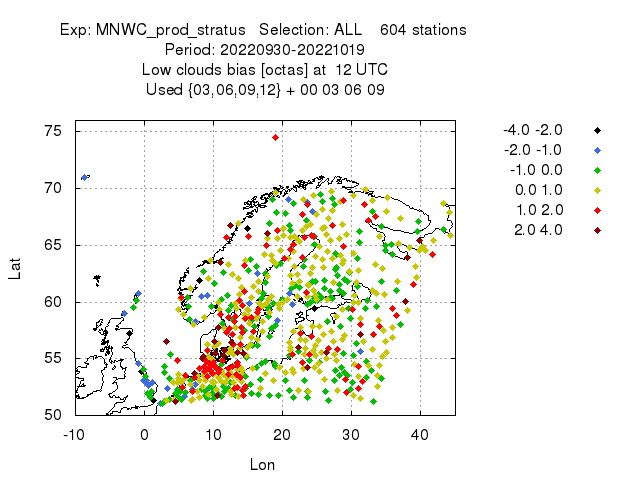 Exp: MNWC_prod_stratus   Selection: ALL    604 stations
Period: 20220930-20221019
Low clouds bias [octas] at  12 UTC
Used {03,06,09,12} + 00 03 06 09
-4.0 -2.0
-2.0 -1.0
-1.0 0.0
0.0 1.0
1.0 2.0
2.0 4.0
75
70
65
60
55
50
Lat
-10 0 10 20 30 40
Lon